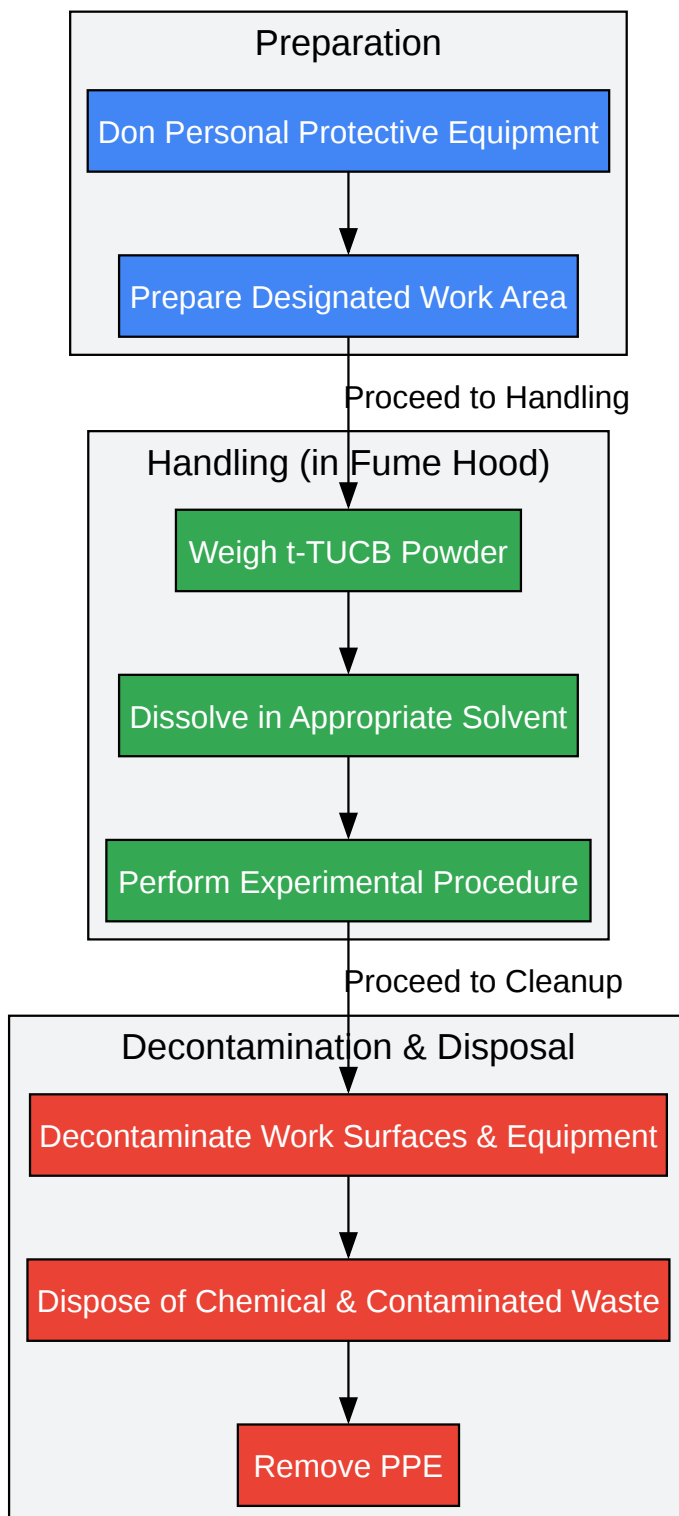 Preparation
Don Personal Protective Equipment
Prepare Designated Work Area
Proceed to Handling
Handling (in Fume Hood)
Weigh t-TUCB Powder
Dissolve in Appropriate Solvent
Perform Experimental Procedure
Proceed to Cleanup
Decontamination & Disposal
Decontaminate Work Surfaces & Equipment
Dispose of Chemical & Contaminated Waste
Remove PPE